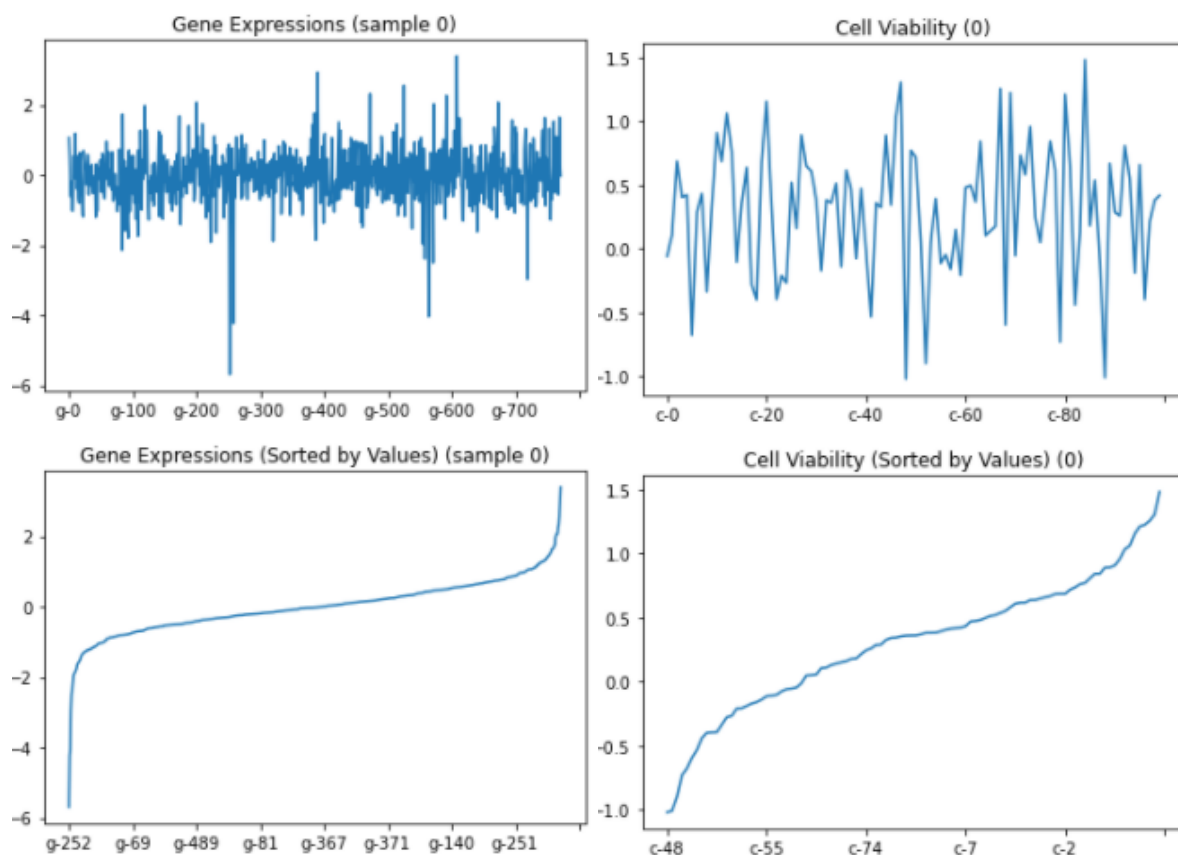 Gene Expressions (sample 0)
2
0
−2
−4
−6
g-0 g-100 g-200 g-300 g-400 g-500 g-600 g-700
Cell Viability (0)
1.5
1.0
0.5
0.0
-0.5
-1.0
c-0 c-20 c-40 c-60 c-80
Gene Expressions (Sorted by Values) (sample 0)
2
0
−2
−4
−6
g-252 g-69 g-489 g-81 g-367 g-371 g-140 g-251
Cell Viability (Sorted by Values) (0)
1.5
1.0
0.5
0.0
-0.5
-1.0
c-48 c-55 c-74 c-7 c-2